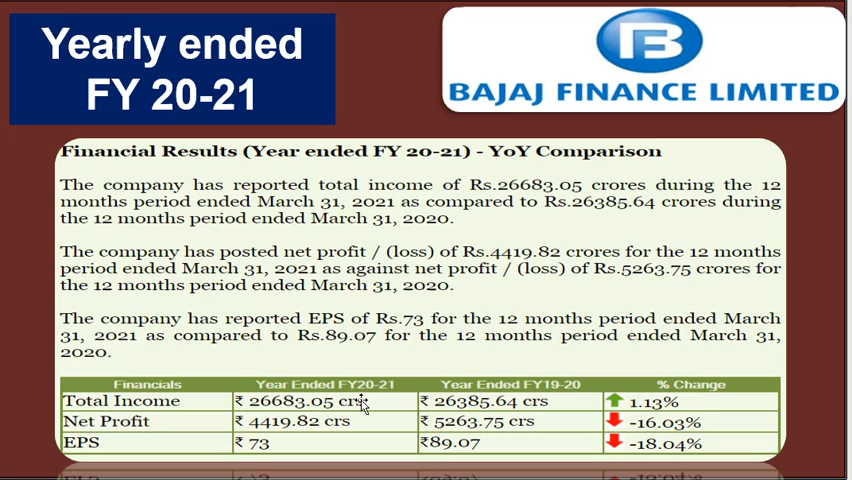 Yearly ended
FY 20-21
B
BAJAJ FINANCE LIMITED
Financial Results (Year ended FY 20-21) - YoY Comparison
The company has reported total income of Rs.26683.05 crores during the 12
months period ended March 31, 2021 as compared to Rs.26385.64 crores during
the 12 months period ended March 31, 2020.
The company has posted net profit / (loss) of Rs.4419.82 crores for the 12 months
period ended March 31, 2021 as against net profit / (loss) of Rs.5263.75 crores for
the 12 months period ended March 31, 2020.
The company has reported EPS of Rs.73 for the 12 months period ended March
31, 2021 as compared to Rs.89.07 for the 12 months period ended March 31,
2020.
Financials Year Ended FY20-21 Year Ended FY19-20 % Change
Total Income ₹ 26683.05 crs ₹ 26385.64 crs 1.13%
Net Profit ₹ 4419.82 crs ₹ 5263.75 crs -16.03%
EPS ₹ 73 ₹89.07 -18.04%